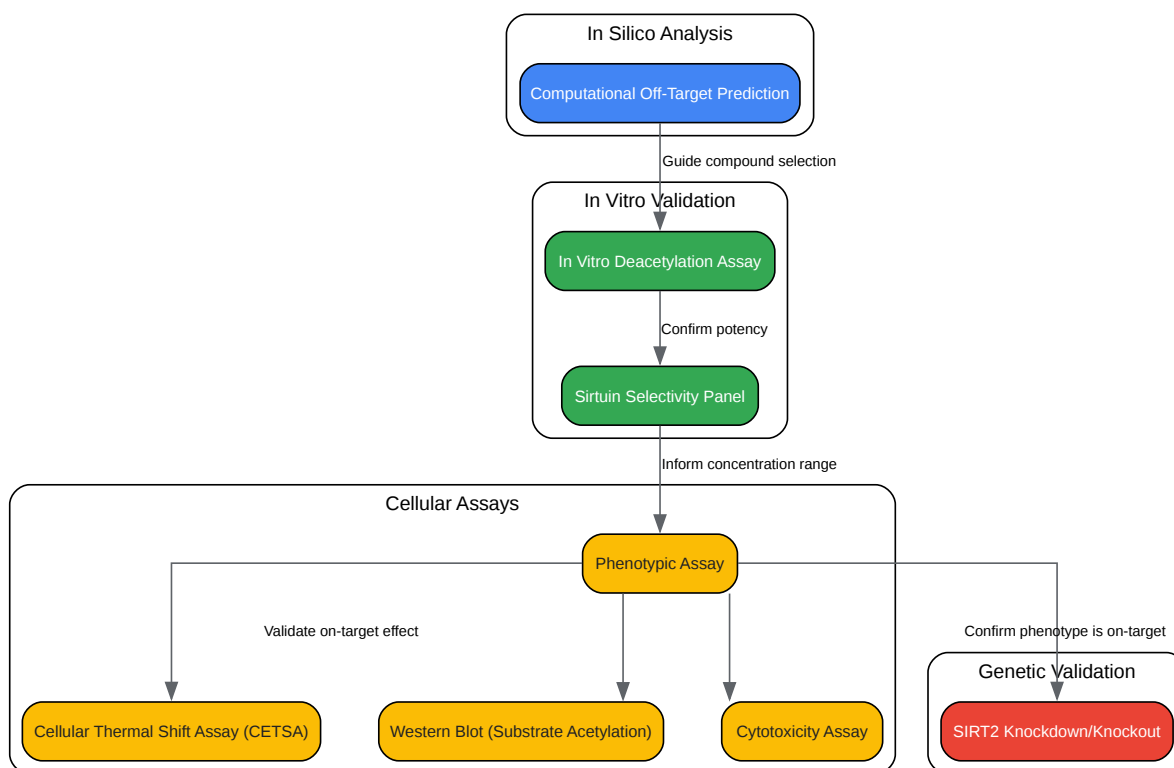 In Silico Analysis
Computational Off-Target Prediction
Guide compound selection
In Vitro Validation
In Vitro Deacetylation Assay
Confirm potency
Sirtuin Selectivity Panel
Inform concentration range
Cellular Assays
Phenotypic Assay
Validate on-target effect
Confirm phenotype is on-target
Genetic Validation
Cellular Thermal Shift Assay (CETSA)
Western Blot (Substrate Acetylation)
Cytotoxicity Assay
SIRT2 Knockdown/Knockout